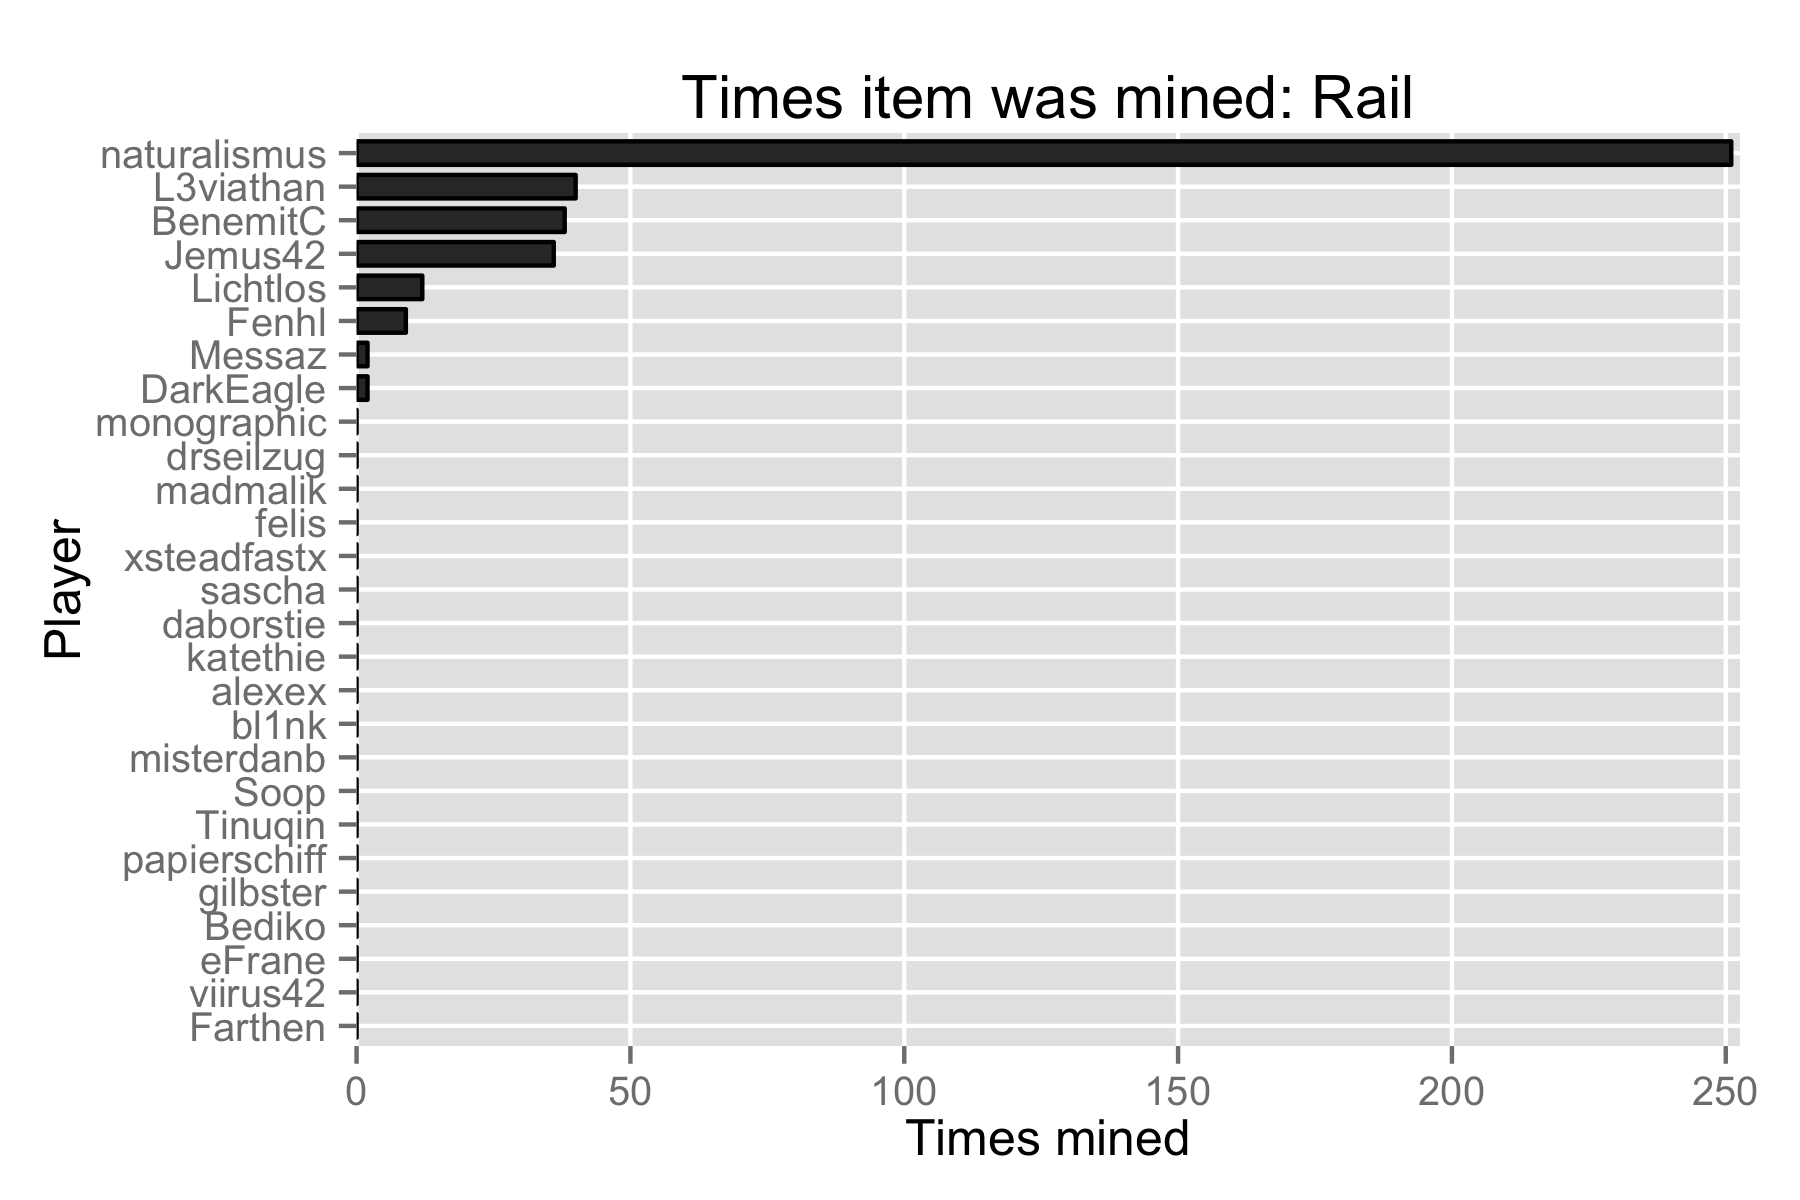 Times item was mined: Rail
naturalismus
L3viathan
BenemitC
Jemus42
Lichtlos
Fenhl
Messaz
DarkEagle
monographic
drseilzug
madmalik
felis
xsteadfastx
sascha
daborstie
katethie
alexex
bl1nk
misterdanb
Soop
Tinuqin
papierschiff
gilbster
Bediko
eFrane
viirus42
Farthen
Player
0 50 100 150 200 250
Times mined